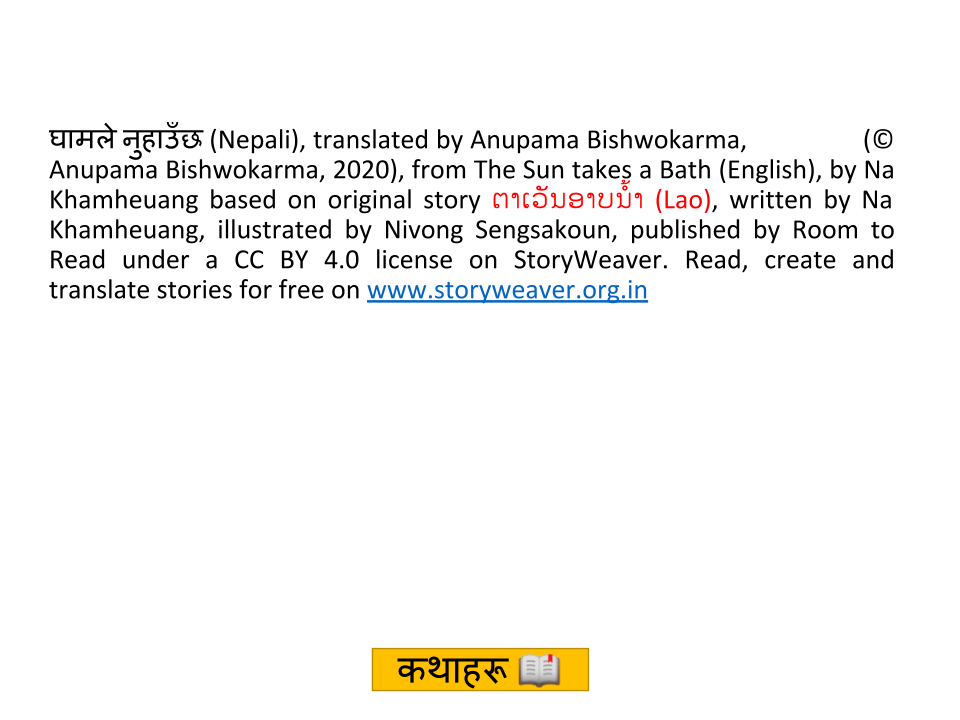 घामले नुहाउँछ (Nepali), translated by Anupama Bishwokarma, (©
Anupama Bishwokarma, 2020), from The Sun takes a Bath (English), by Na
Khamheuang based on original story ຕາເວັນອາບນ້ຳ (Lao), written by Na
Khamheuang, illustrated by Nivong Sengsakoun, published by Room to
Read under a CC BY 4.0 license on StoryWeaver. Read, create and
translate stories for free on www.storyweaver.org.in
कथाहरू 📖